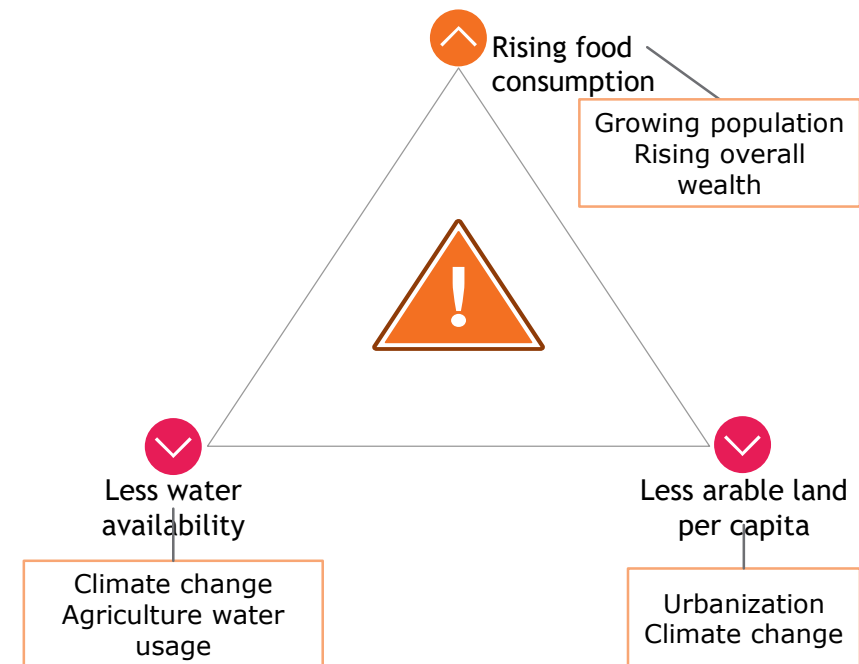 Rising food
consumption
Growing population
Rising overall
wealth
!
Less water
availability
Climate change
Agriculture water
usage
Less arable land
per capita
Urbanization
Climate change